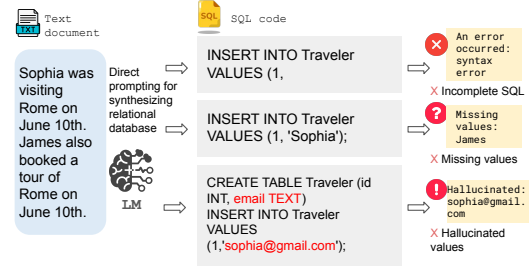 TXT
Text
document
SQL
SQL code
Sophia was
visiting
Rome on
June 10th.
James also
booked a
tour of
Rome on
June 10th.
Direct
prompting for
synthesizing
relational
database
LM
INSERT INTO Traveler
VALUES (1,
An error
occurred:
syntax
error
X Incomplete SQL
INSERT INTO Traveler
VALUES (1, 'Sophia');
?
Missing
values:
James
X Missing values
CREATE TABLE Traveler (id
INT, email TEXT)
INSERT INTO Traveler
VALUES
(1,'sophia@gmail.com');
!
Hallucinated:
sophia@gmail.
com
X Hallucinated
values